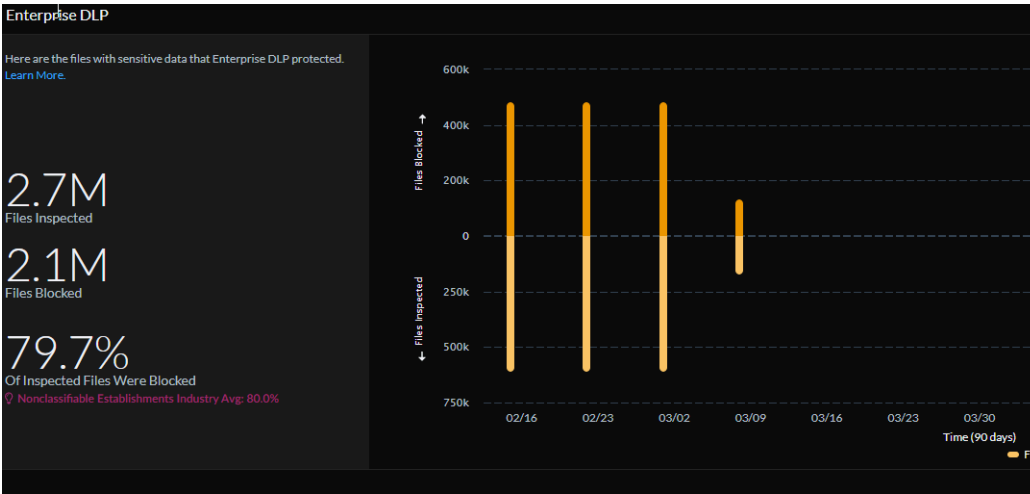 Enterprise DLP
Here are the files with sensitive data that Enterprise DLP protected.
Learn More.
2.7M
Files Inspected
2.1M
Files Blocked
79.7%
Of Inspected Files Were Blocked
Nonclassifiable Establishments Industry Avg: 80.0%
Files Blocked
Files Inspected
600k
400k
200k
0
250k
500k
750k
02/16 02/23 03/02 03/09 03/16 03/23 03/30
Time (90 days)
F